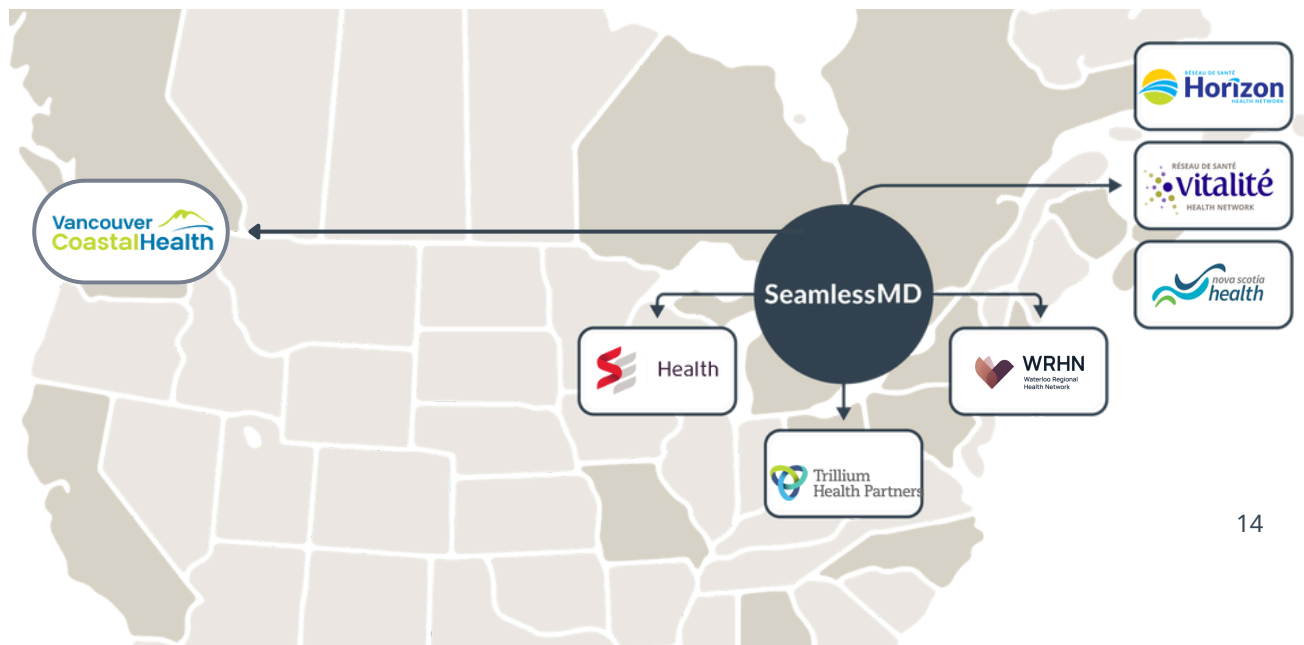 RÉSEAU DE SANTÉ
Horizon
HEALTH NETWORK
RÉSEAU DE SANTÉ
vitalité
HEALTH NETWORK
nova scotia
health
Vancouver
CoastalHealth
SeamlessMD
Health
WRHN
Waterloo Regional
Health Network
Trillium
Health Partners
14